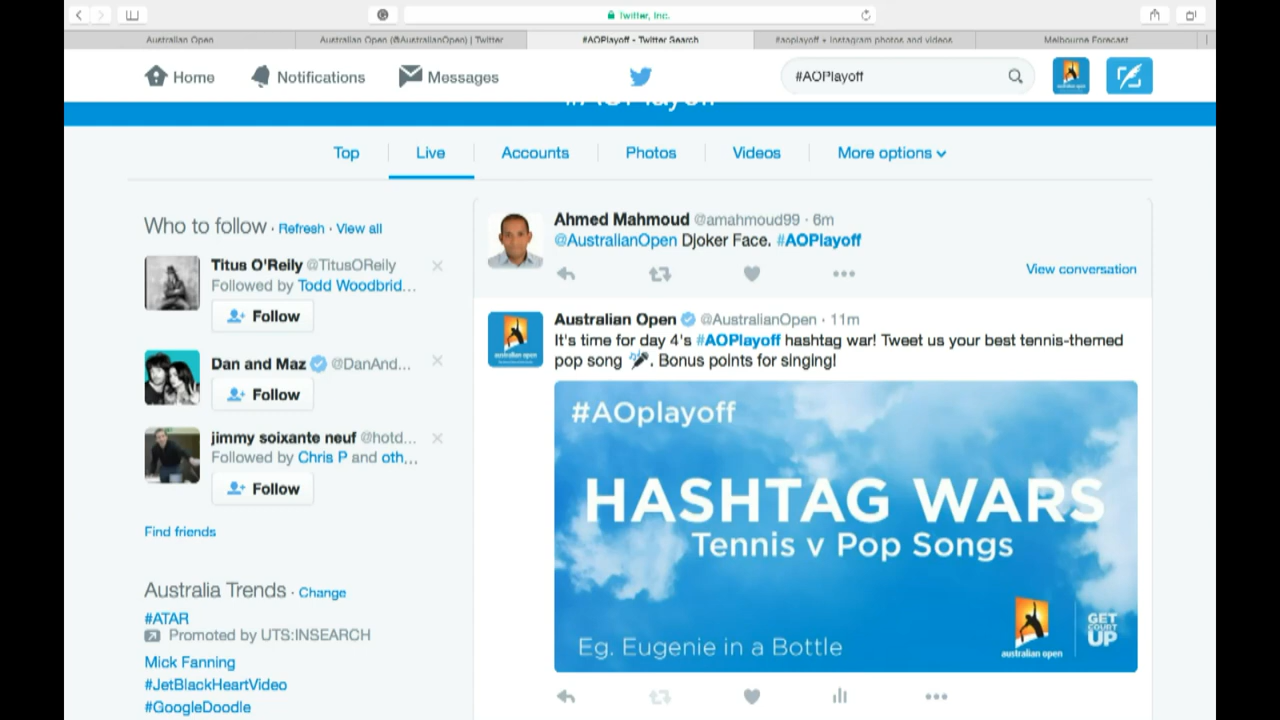 Twitter, Inc.
Australian Open
Australian Open (@AustralianOpen) | Twitter
#AOPlayoff - Twitter Search
#aoplayoff • Instagram photos and videos
Melbourne Forecast
Home
Notifications
Messages
#AOPlayoff
#AOPlayoff
Top
Live
Accounts
Photos
Videos
More options
Who to follow · Refresh · View all
Titus O'Reily @TitusOReily
Followed by Todd Woodbrid...
Follow
Dan and Maz @DanAnd...
Follow
jimmy soixante neuf @hotd...
Followed by Chris P and oth...
Follow
Find friends
Australia Trends · Change
#ATAR
Promoted by UTS:INSEARCH
Mick Fanning
#JetBlackHeartVideo
#GoogleDoodle
Ahmed Mahmoud @amahmoud99 · 6m
@AustralianOpen Djoker Face. #AOPlayoff
View conversation
Australian Open @AustralianOpen · 11m
It's time for day 4's #AOPlayoff hashtag war! Tweet us your best tennis-themed
pop song 🎤. Bonus points for singing!
#AOplayoff
HASHTAG WARS
Tennis v Pop Songs
Eg. Eugenie in a Bottle
australian open
GET
COURT
UP